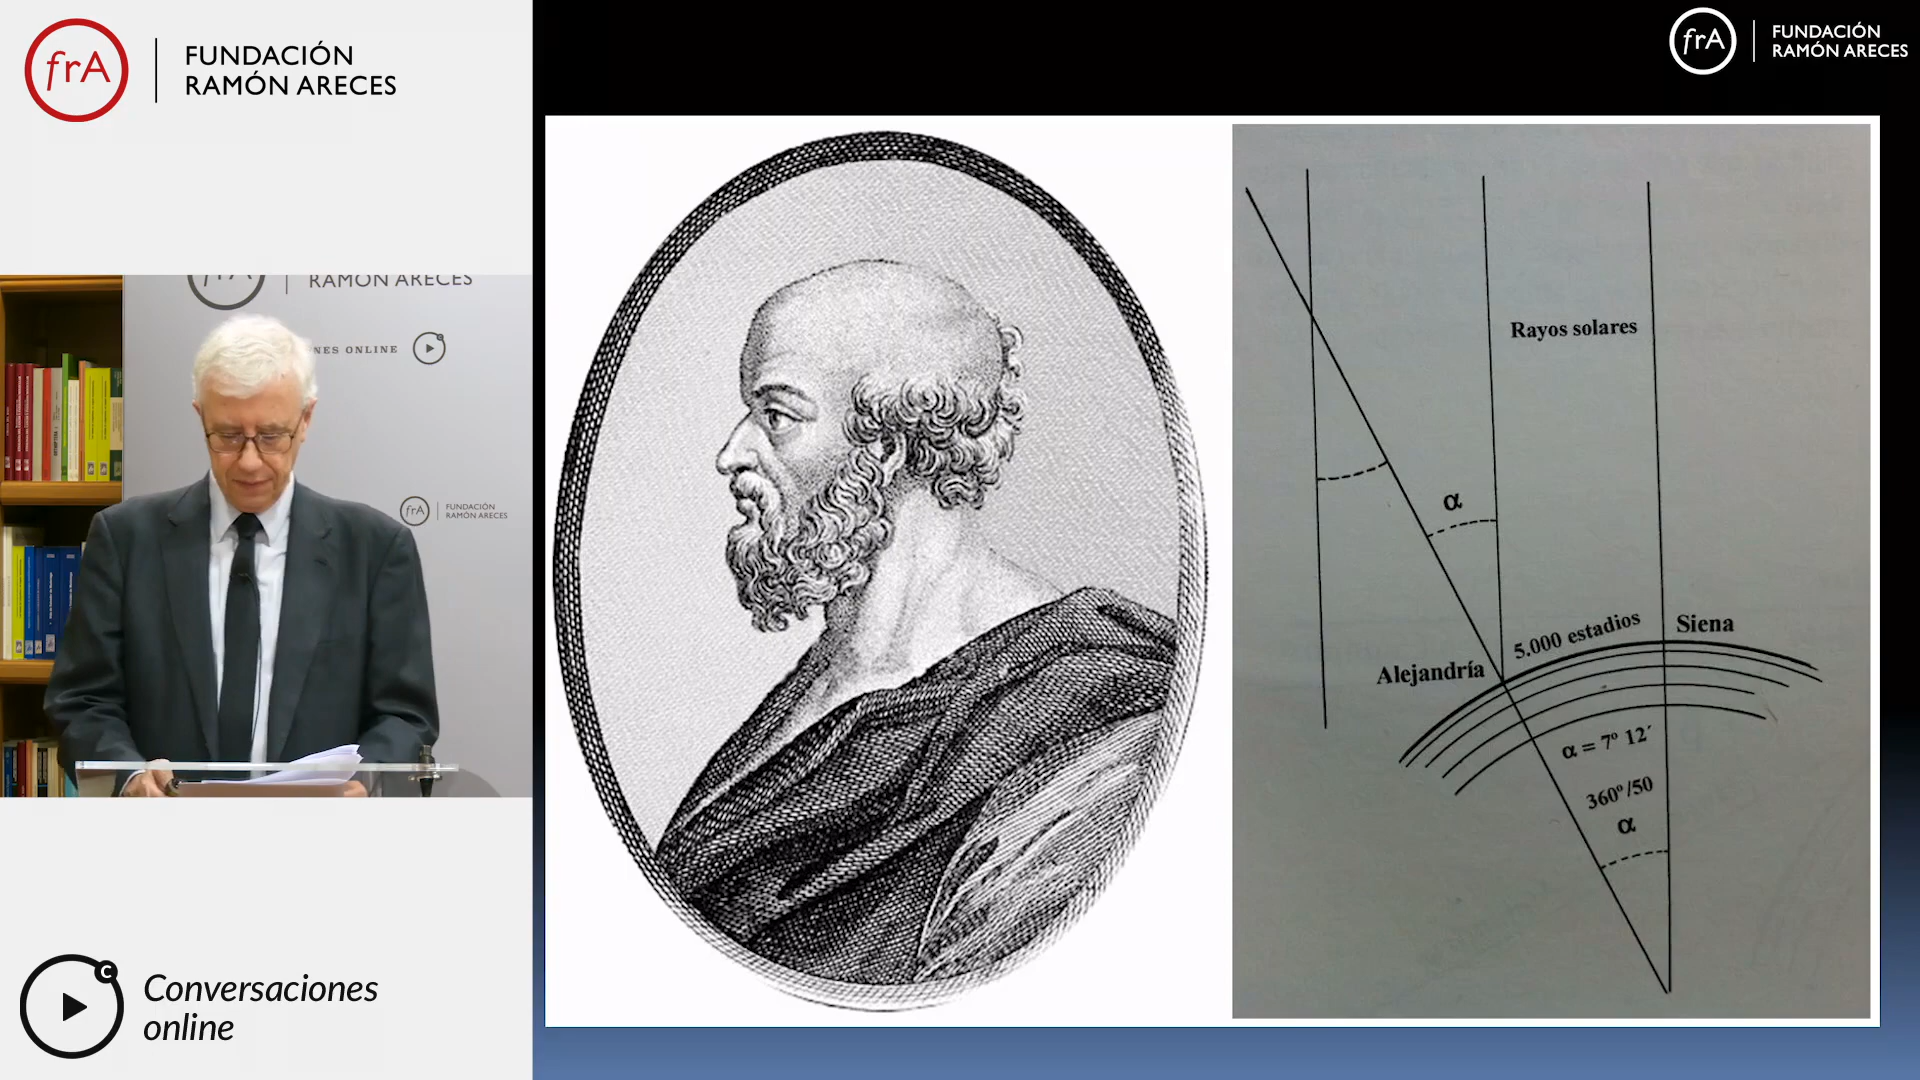 frA
FUNDACIÓN
RAMÓN ARECES
RAMÓN ARECES
NES ONLINE
frA
FUNDACIÓN
RAMÓN ARECES
C
Conversaciones
online
frA
FUNDACIÓN
RAMÓN ARECES
Rayos solares
α
5.000 estadios
Siena
Alejandría
α = 7º 12´
360º/50
α